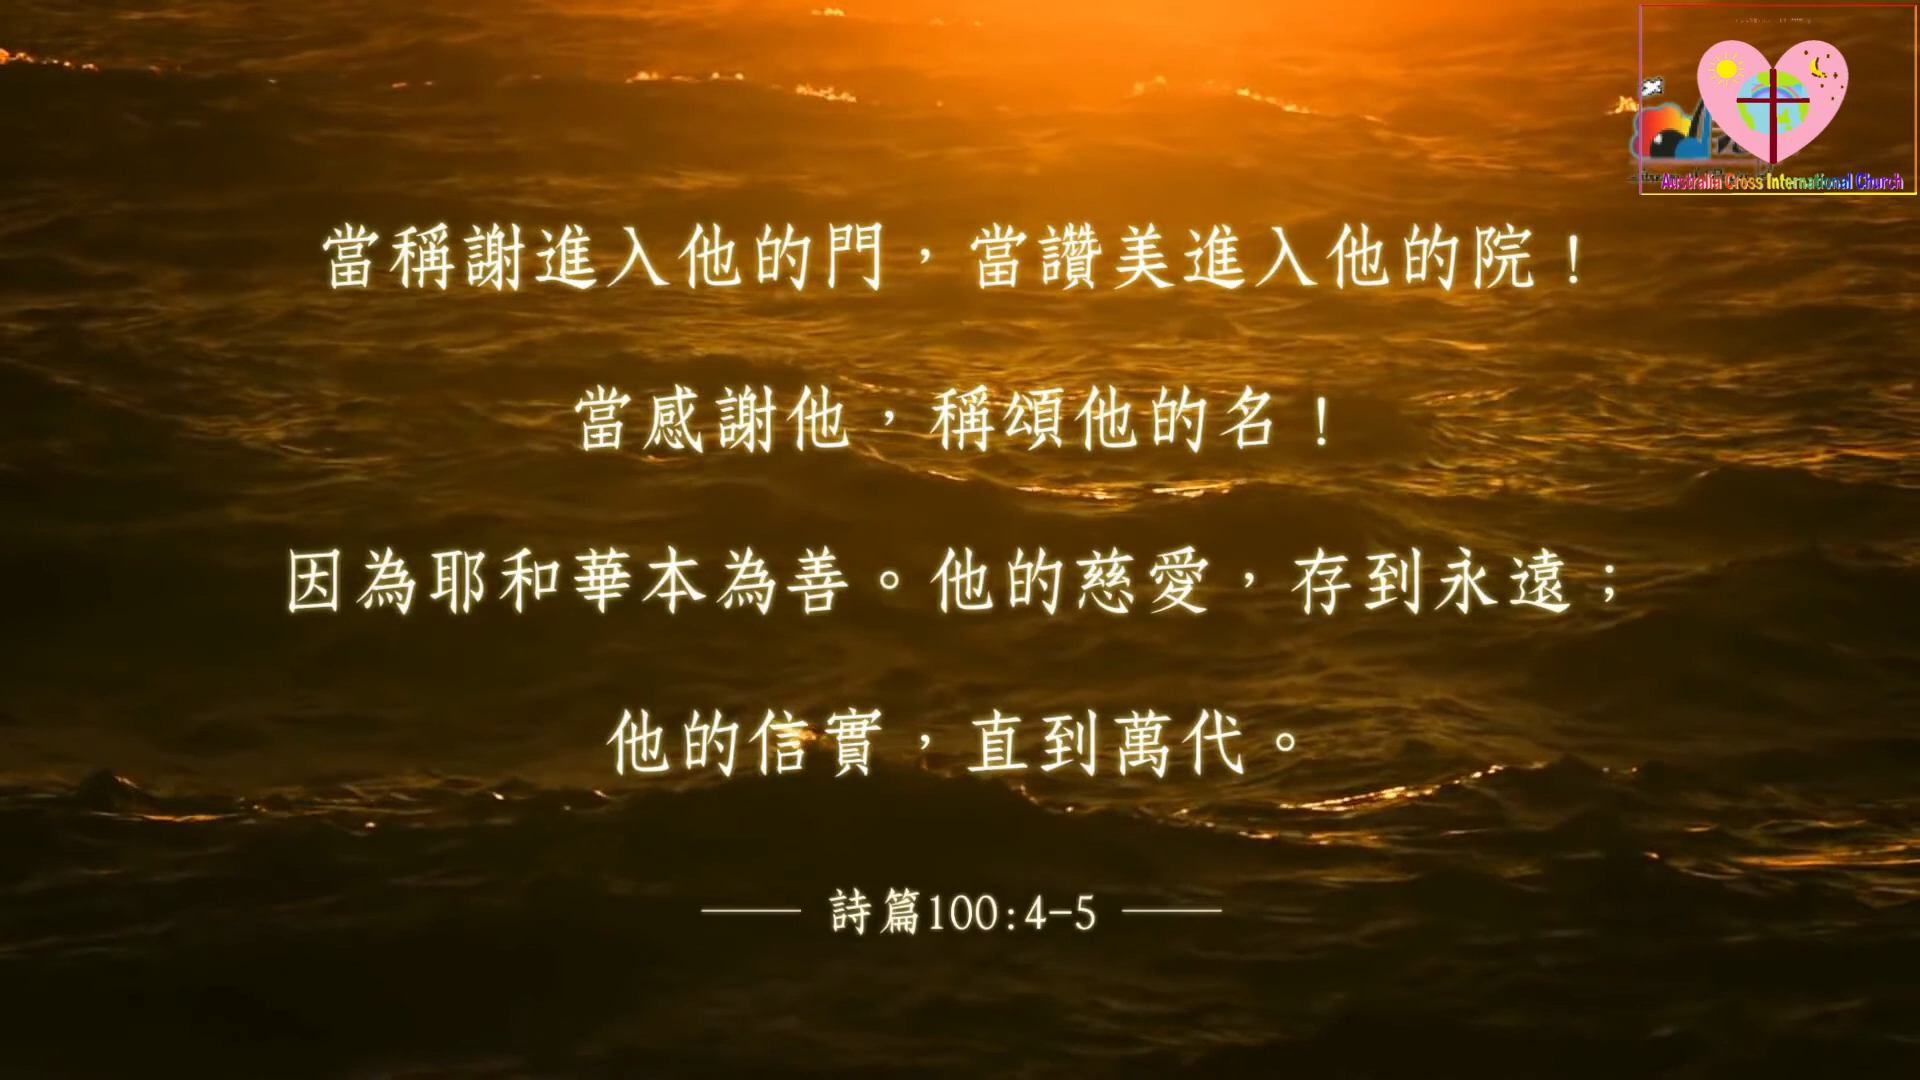 Australia Cross International Church
當稱謝進入他的門，當讚美進入他的院！
當感謝他，稱頌他的名！
因為耶和華本為善。他的慈愛，存到永遠；
他的信實，直到萬代。
詩篇100:4-5